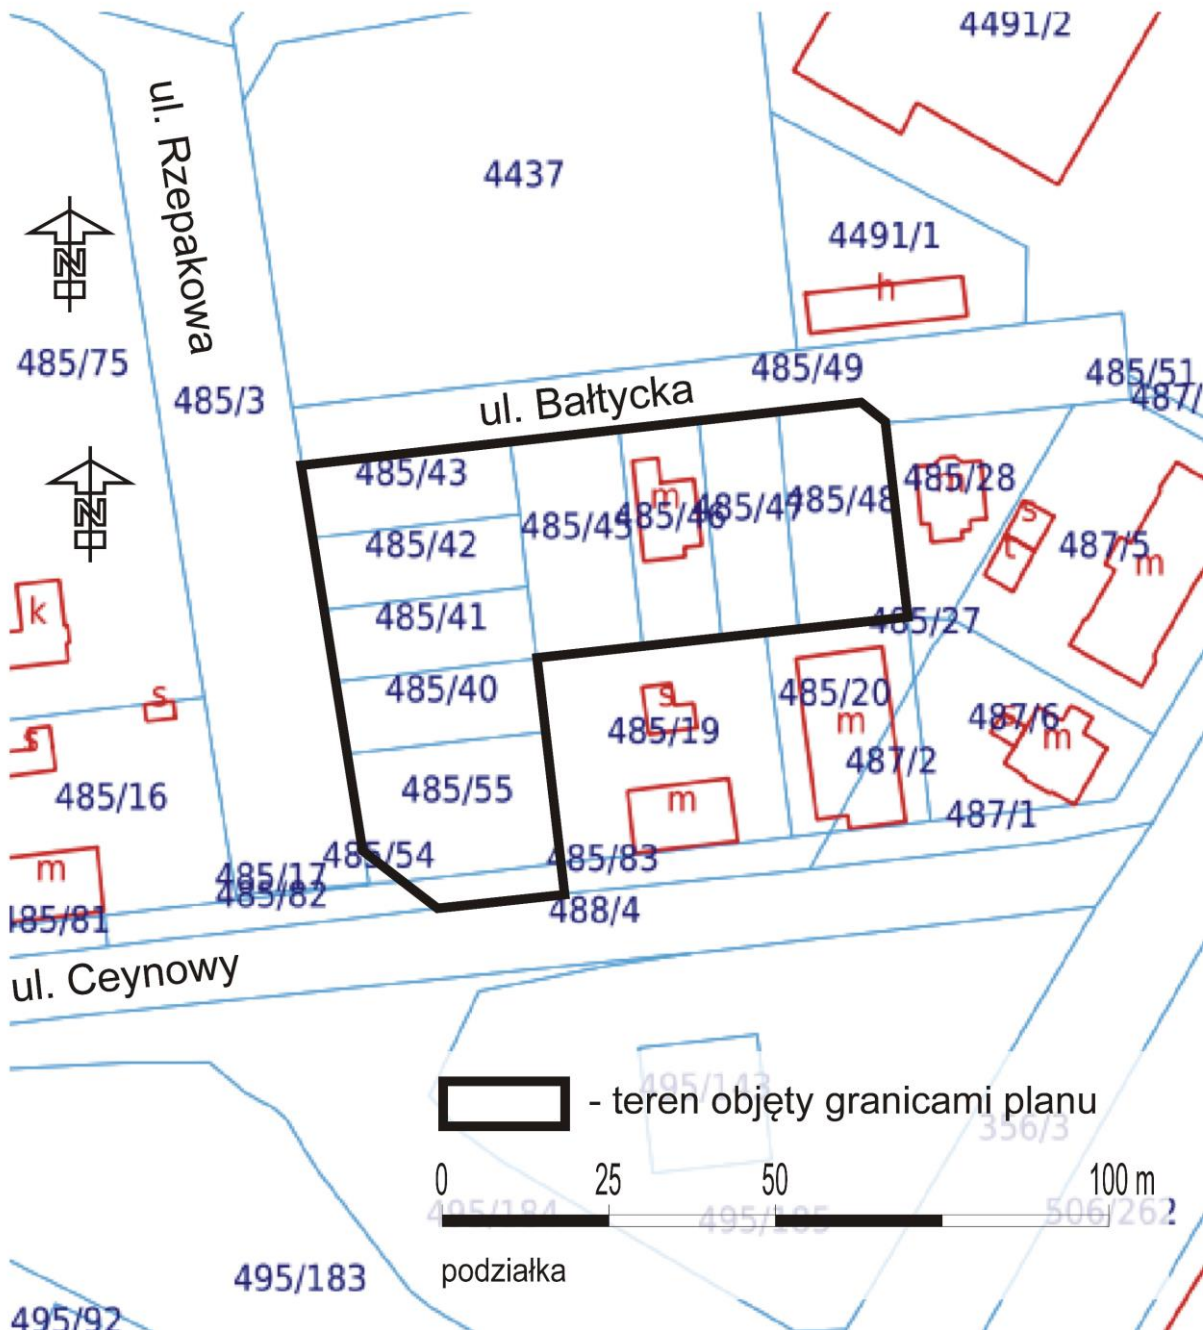 4491/2
ul. Rzepakowa
4437
4491/1
h
485/75
485/3
485/49
485/51
ul. Bałtycka
485/43
485/42
485/41
485/40
485/55
485/45
m
485/46
485/47
485/48
485/28
m
s
t
487/5
m
485/27
k
s
s
485/16
m
485/81
485/17
485/82
485/54
s
485/19
m
485/83
488/4
485/20
m
487/2
487/6
m
487/1
ul. Ceynowy
495/143
- teren objęty granicami planu
356/3
0 25 50 100 m
495/184
495/185
506/262
podziałka
495/183
495/92